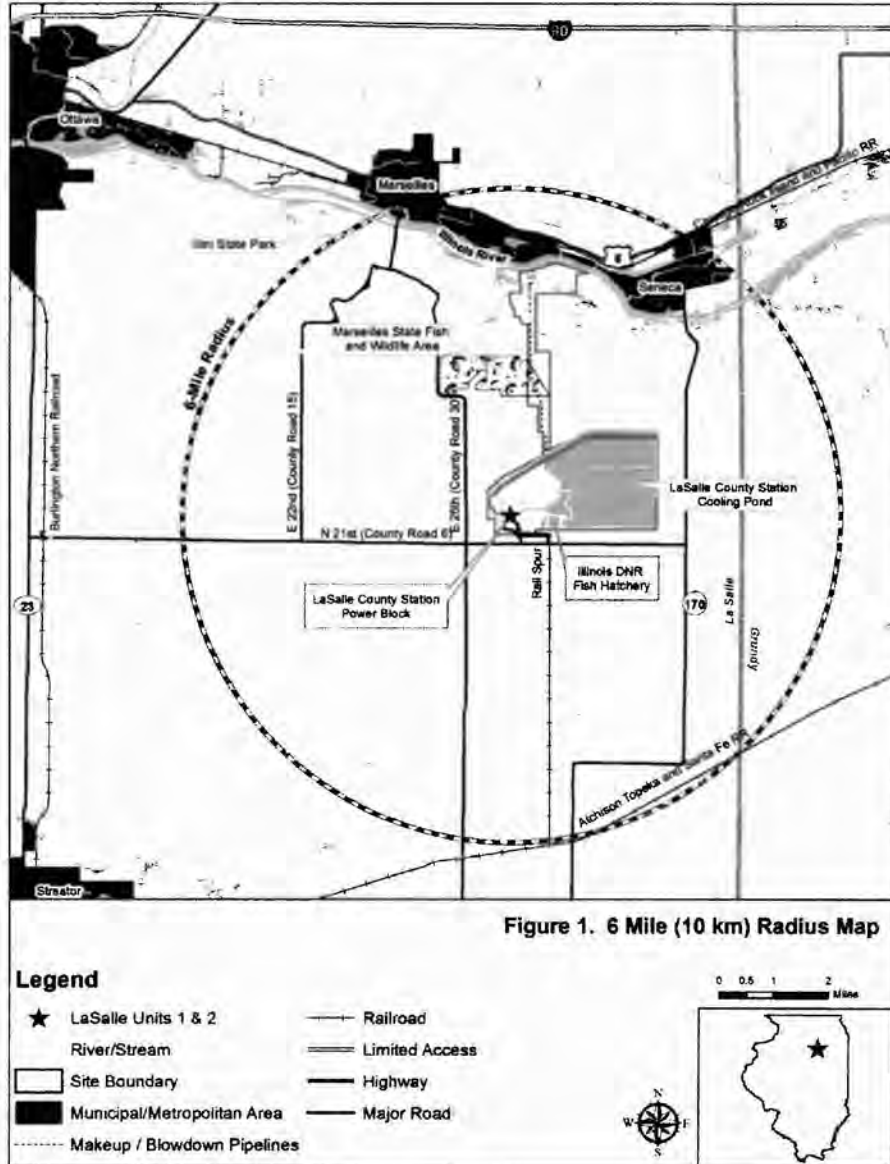 80
Ottawa
Marseilles
Rock Island and Pacific RR
Illini State Park
Illinois River
6
Seneca
6-Mile Radius
Marseilles State Fish
and Wildlife Area
Burlington Northern Railroad
E 22nd (County Road 15)
E 26th (County Road 30)
LaSalle County Station
Cooling Pond
N 21st (County Road 6)
LaSalle County Station
Power Block
Rail Spur
Illinois DNR
Fish Hatchery
23
170
La Salle
Grundy
Atchison Topeka and Santa Fe RR
Streator
Figure 1. 6 Mile (10 km) Radius Map
Legend
LaSalle Units 1 & 2
River/Stream
Site Boundary
Municipal/Metropolitan Area
Makeup / Blowdown Pipelines
Railroad
Limited Access
Highway
Major Road
0 0.5 1 2
Miles
N
W E
S